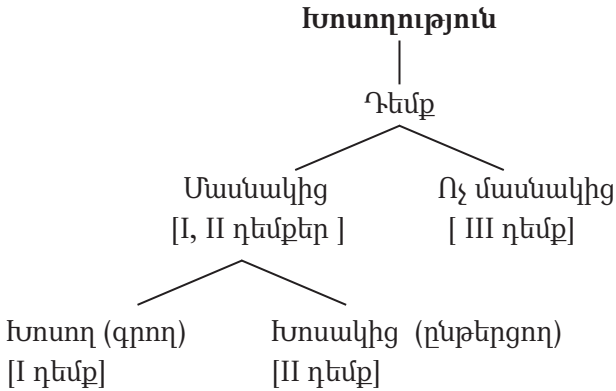 Խոսողություն
Դեմք
Մասնակից Ոչ մասնակից
[I, II դեմքեր ] [ III դեմք]
Խոսող (գրող) Խոսակից (ընթերցող)
[I դեմք] [II դեմք]